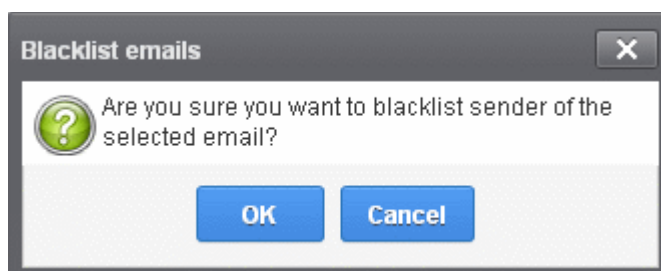 Blacklist emails
Are you sure you want to blacklist sender of the
selected email?
OK
Cancel